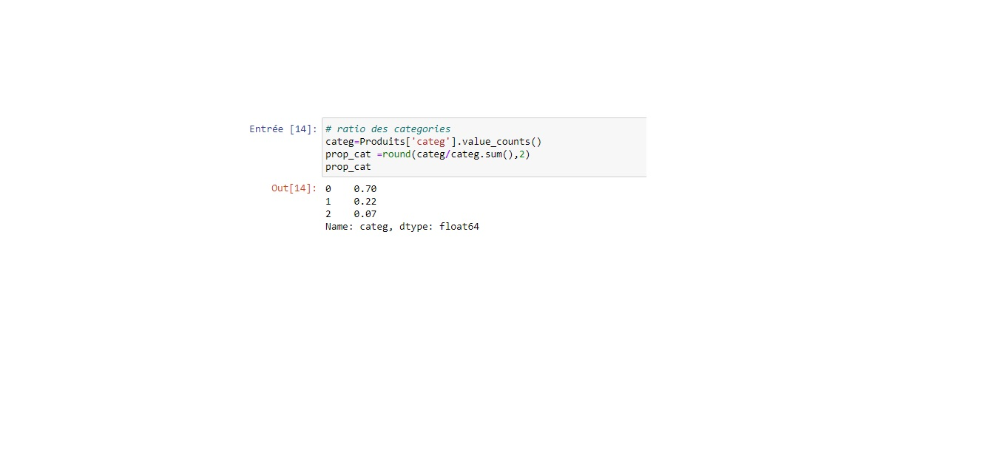 Entrée [14]: # ratio des categories
categ=Produits['categ'].value_counts()
prop_cat =round(categ/categ.sum(),2)
prop_cat
Out[14]: 0    0.70
1    0.22
2    0.07
Name: categ, dtype: float64